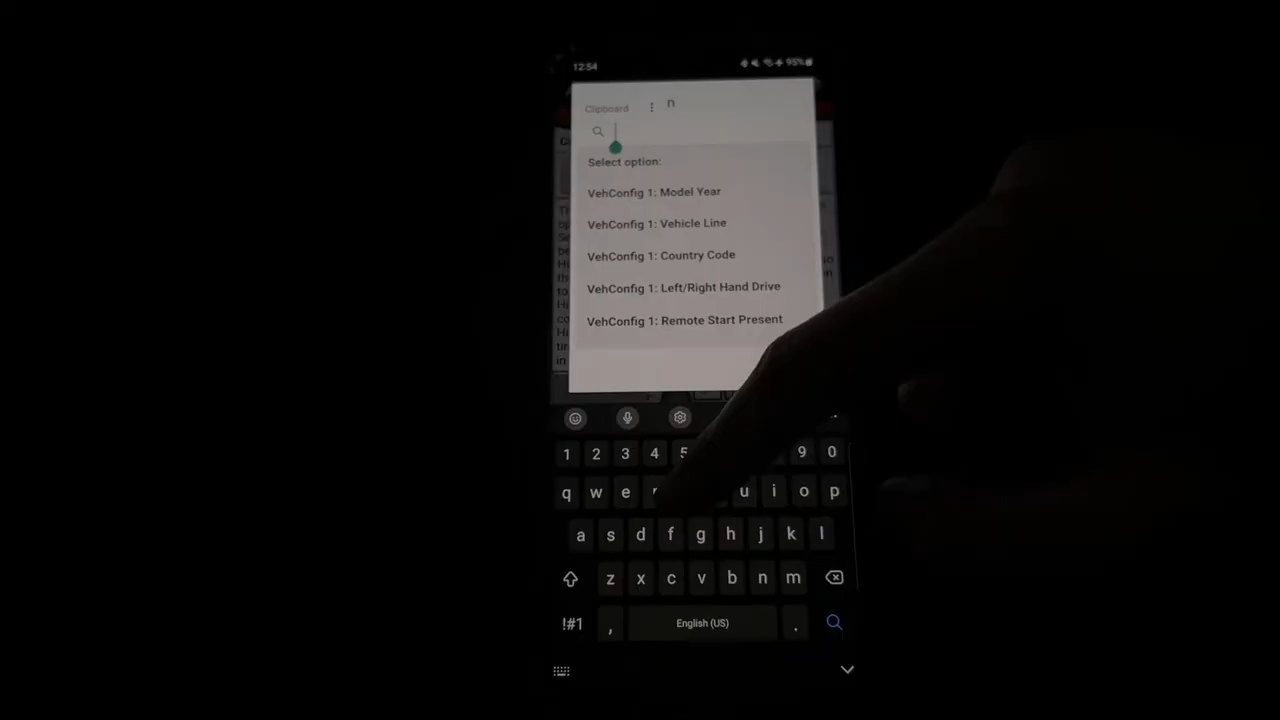 12:54 95%
Clipboard n
Select option:
VehConfig 1: Model Year
VehConfig 1: Vehicle Line
VehConfig 1: Country Code
VehConfig 1: Left/Right Hand Drive
VehConfig 1: Remote Start Present
1 2 3 4 5 9 0
q w e u i o p
a s d f g h j k l
z x c v b n m
!#1 , English (US) .